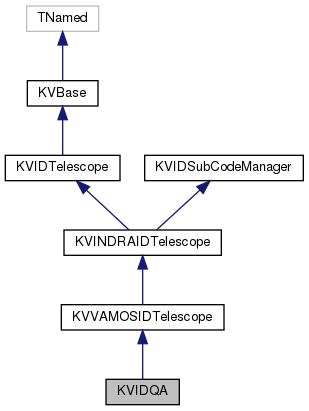 TNamed
KVBase
KVIDTelescope
KVIDSubCodeManager
KVINDRAIDTelescope
KVVAMOSIDTelescope
KVIDQA